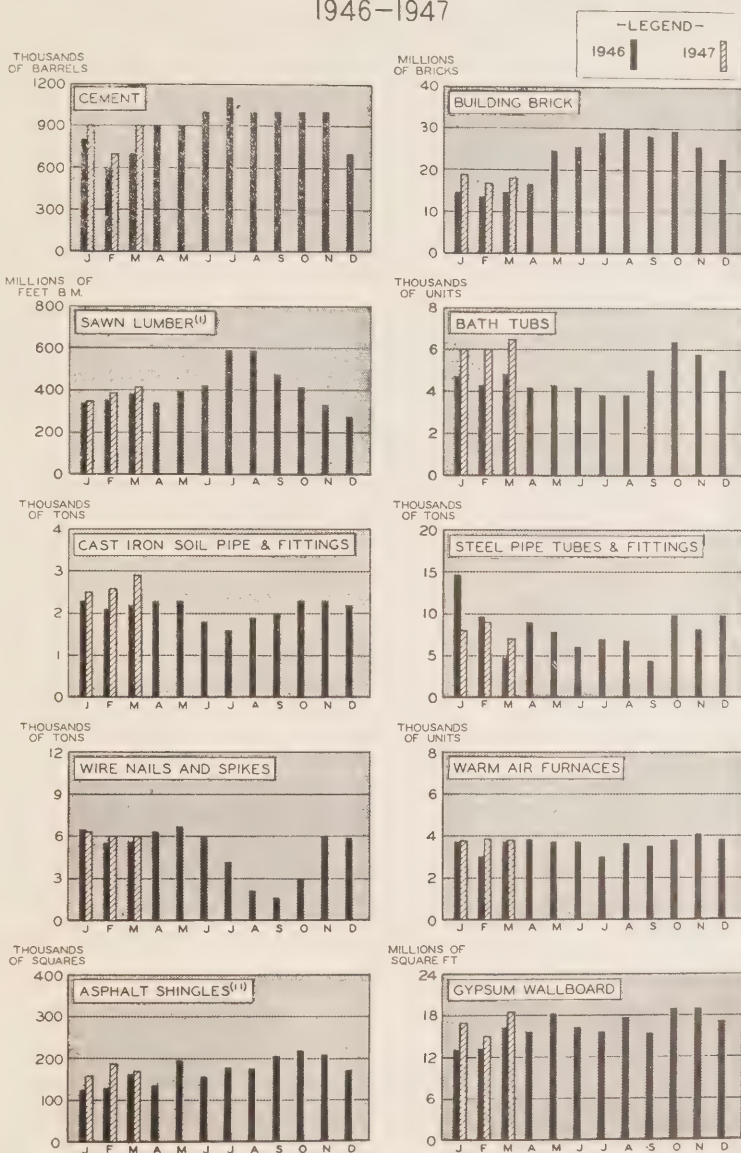 1946-1947
-LEGEND-
1946 1947
THOUSANDS
OF BARRELS
1200
900
600
300
0
CEMENT
J F M A M J J A S O N D
MILLIONS
OF BRICKS
40
30
20
10
0
BUILDING BRICK
J F M A M J J A S O N D
MILLIONS OF
FEET B M.
800
600
400
200
0
SAWN LUMBER(1)
J F M A M J J A S O N D
THOUSANDS
OF UNITS
8
6
4
2
0
BATH TUBS
J F M A M J J A S O N D
THOUSANDS
OF TONS
4
3
2
1
0
CAST IRON SOIL PIPE & FITTINGS
J F M A M J J A S O N D
THOUSANDS
OF TONS
20
15
10
5
0
STEEL PIPE TUBES & FITTINGS
J F M A M J J A S O N D
THOUSANDS
OF TONS
12
9
6
3
0
WIRE NAILS AND SPIKES
J F M A M J J A S O N D
THOUSANDS
OF UNITS
8
6
4
2
0
WARM AIR FURNACES
J F M A M J J A S O N D
THOUSANDS
OF SQUARES
400
300
200
100
0
ASPHALT SHINGLES(11)
J F M A M J J A S O N D
MILLIONS OF
SQUARE FT
24
18
12
6
0
GYPSUM WALLBOARD
J F M A M J J A S O N D